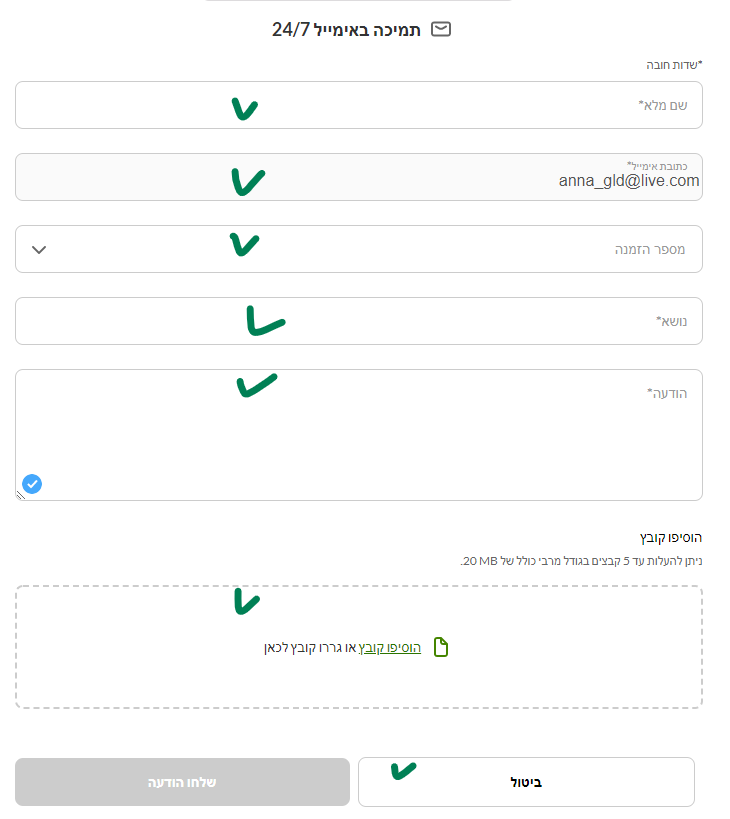 תמיכה באימייל 24/7
*שדות חובה
שם מלא*
כתובת אימייל*
anna_gld@live.com
מספר הזמנה
נושא*
הודעה*
הוסיפו קובץ
ניתן להעלות עד 5 קבצים בגודל מרבי כולל של 20 MB.
הוסיפו קובץ או גררו קובץ לכאן
ביטול
שלחו הודעה